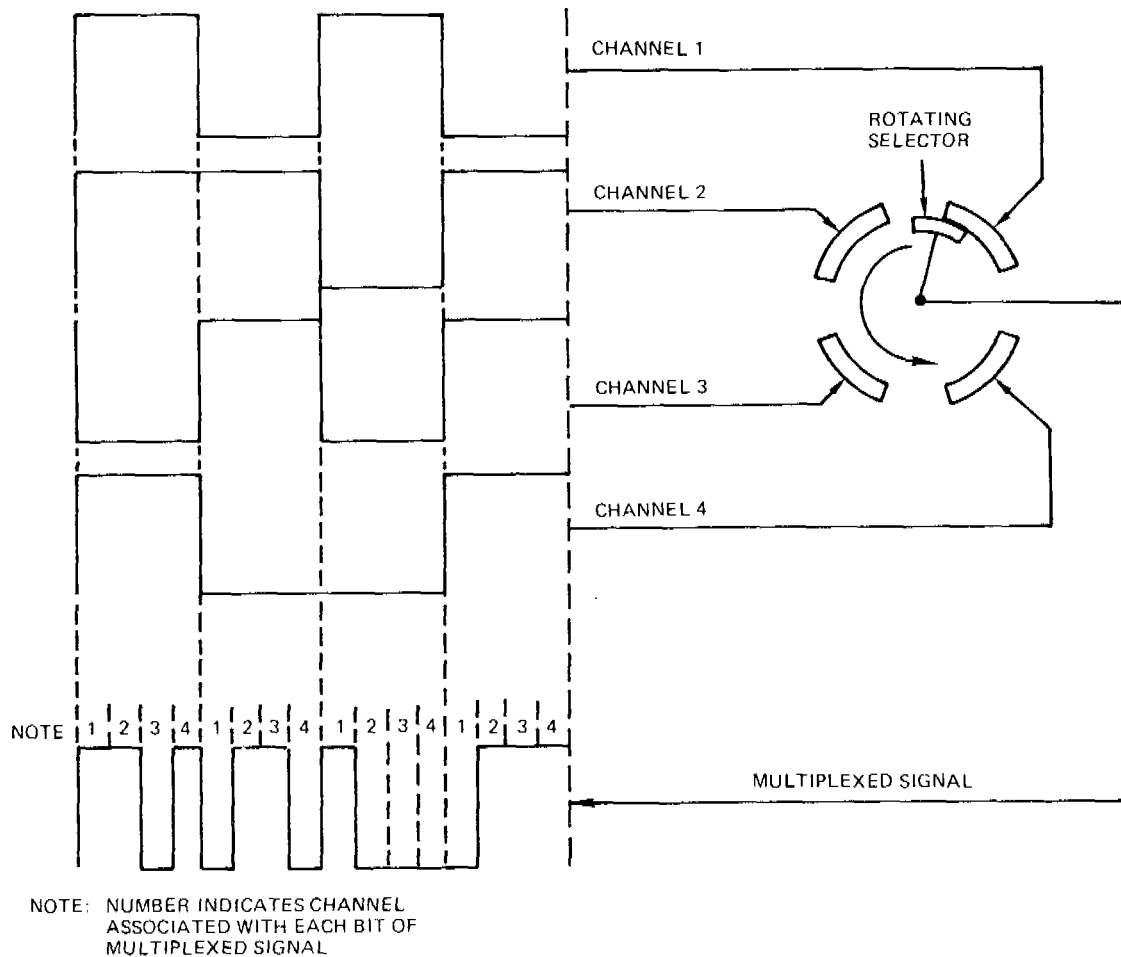 CHANNEL 1
ROTATING
SELECTOR
CHANNEL 2
CHANNEL 3
CHANNEL 4
NOTE 1 2 3 4 1 2 3 4 1 2 3 4 1 2 3 4
MULTIPLEXED SIGNAL
NOTE: NUMBER INDICATES CHANNEL
ASSOCIATED WITH EACH BIT OF
MULTIPLEXED SIGNAL